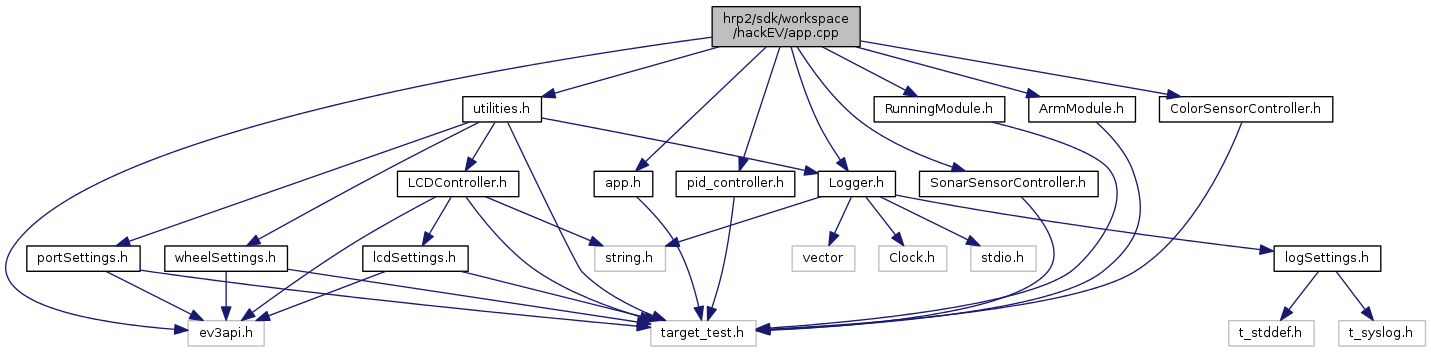 hrp2/sdk/workspace
/hackEV/app.cpp
utilities.h
RunningModule.h
ArmModule.h
ColorSensorController.h
LCDController.h
app.h
pid_controller.h
Logger.h
SonarSensorController.h
portSettings.h
wheelSettings.h
lcdSettings.h
string.h
vector
Clock.h
stdio.h
logSettings.h
ev3api.h
target_test.h
t_stddef.h
t_syslog.h